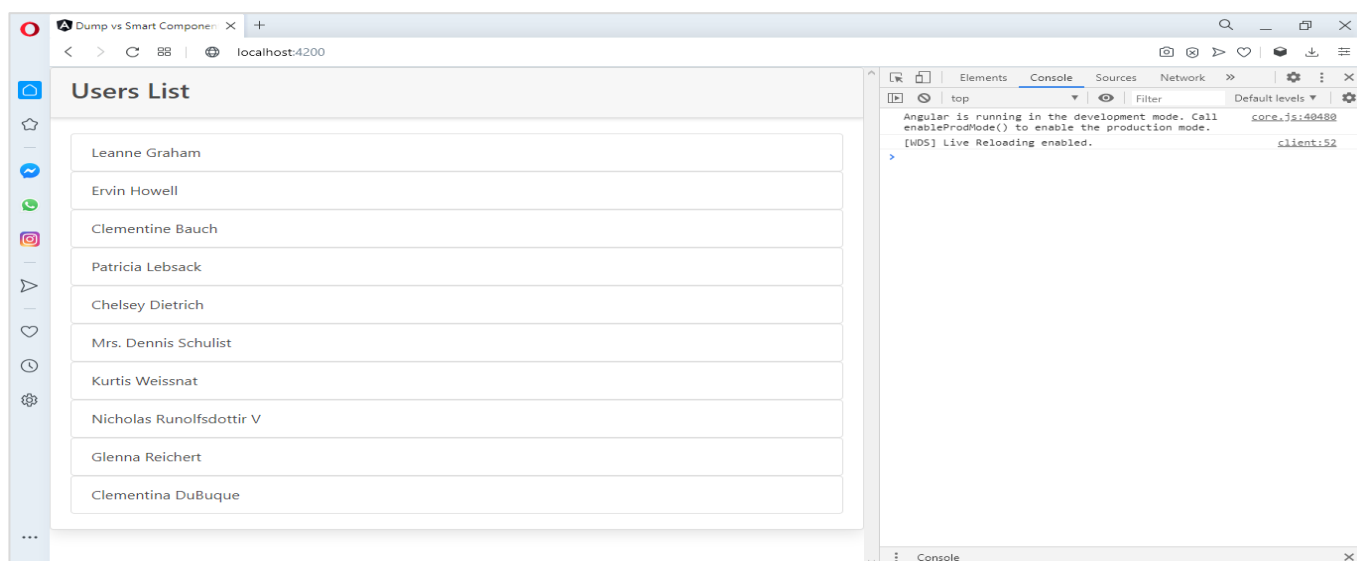 Dump vs Smart Componen
localhost:4200
Users List
Leanne Graham
Ervin Howell
Clementine Bauch
Patricia Lebsack
Chelsey Dietrich
Mrs. Dennis Schulist
Kurtis Weissnat
Nicholas Runolfsdottir V
Glenna Reichert
Clementina DuBuque
Elements Console Sources Network »
top Filter Default levels ▼
Angular is running in the development mode. Call core.js:40480
enableProdMode() to enable the production mode.
[WDS] Live Reloading enabled. client:52
>
Console